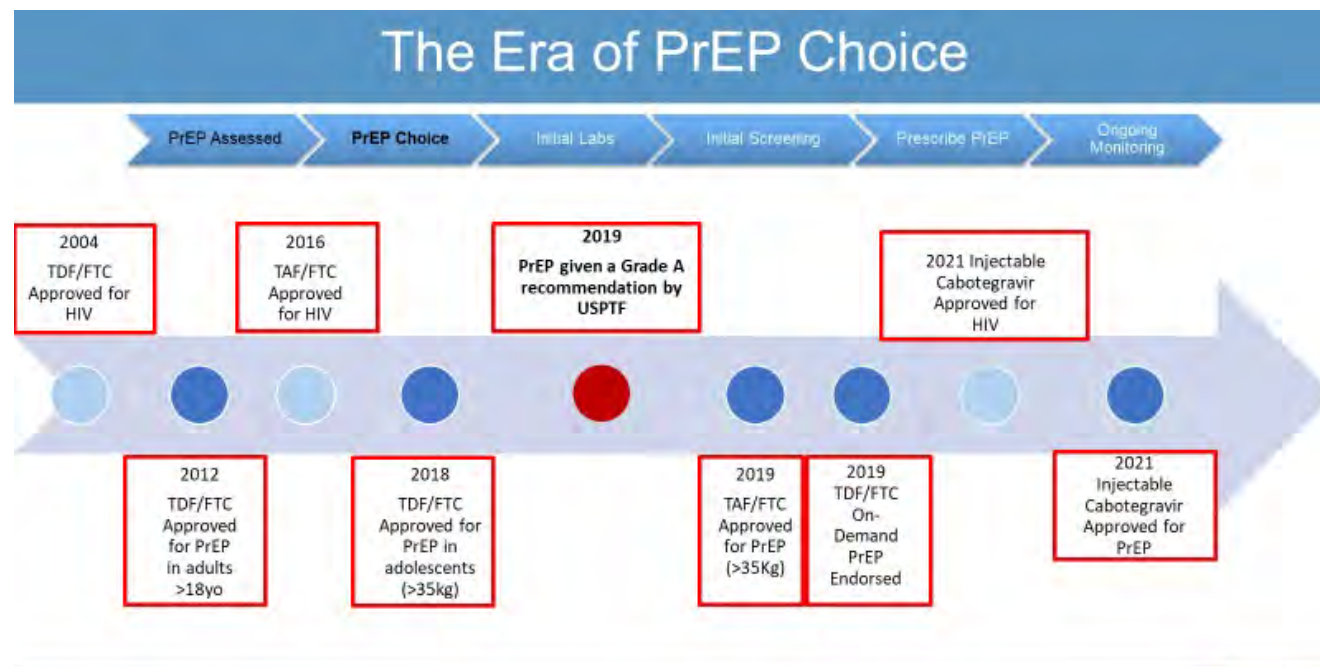 The Era of PrEP Choice
PrEP Assessed
PrEP Choice
Initial Labs
Initial Screening
Prescribe PrEP
Ongoing
Monitoring
2004
TDF/FTC
Approved for
HIV
2016
TAF/FTC
Approved
for HIV
2019
PrEP given a Grade A
recommendation by
USPTF
2021 Injectable
Cabotegravir
Approved for
HIV
2012
TDF/FTC
Approved
for PrEP
in adults
>18yo
2018
TDF/FTC
Approved for
PrEP in
adolescents
(>35kg)
2019
TAF/FTC
Approved
for PrEP
(>35Kg)
2019
TDF/FTC
On-
Demand
PrEP
Endorsed
2021
Injectable
Cabotegravir
Approved for
PrEP